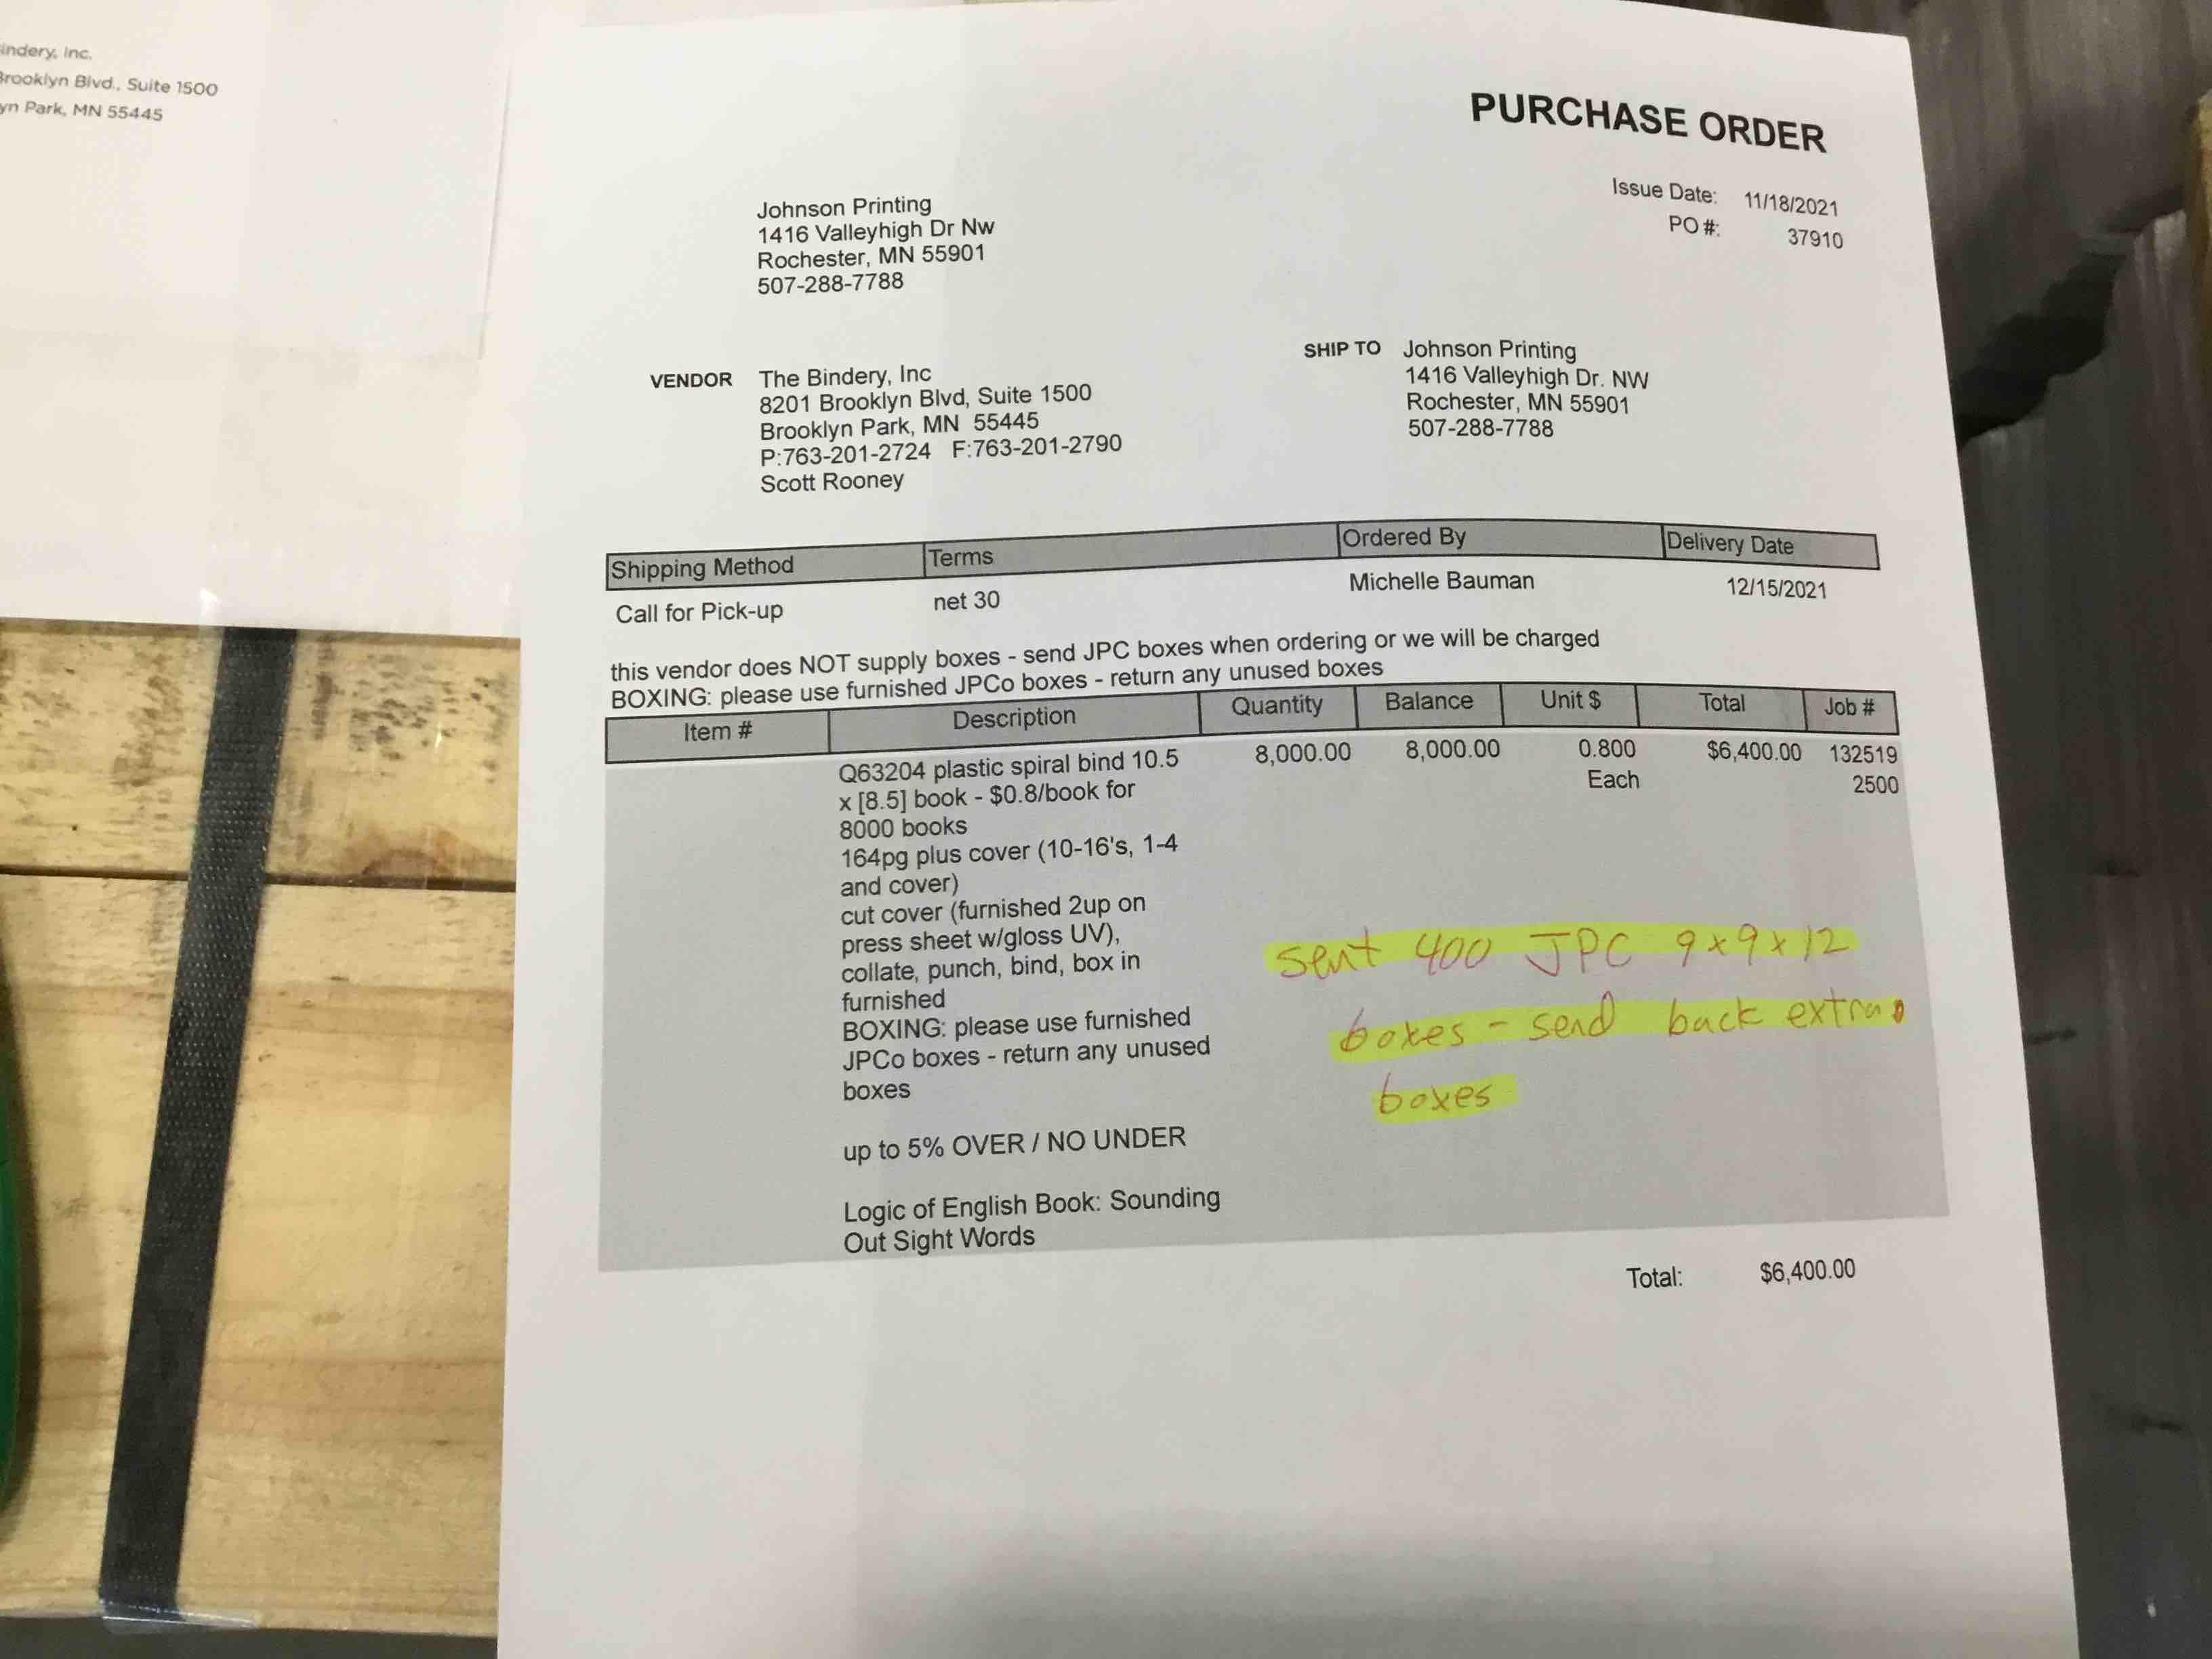 indery, Inc.
Brooklyn Blvd., Suite 1500
yn Park, MN 55445
PURCHASE ORDER
Issue Date: 11/18/2021
PO #: 37910
Johnson Printing
1416 Valleyhigh Dr Nw
Rochester, MN 55901
507-288-7788
VENDOR The Bindery, Inc
8201 Brooklyn Blvd, Suite 1500
Brooklyn Park, MN 55445
P:763-201-2724 F:763-201-2790
Scott Rooney
SHIP TO Johnson Printing
1416 Valleyhigh Dr. NW
Rochester, MN 55901
507-288-7788
Shipping Method Terms Ordered By Delivery Date
Call for Pick-up net 30 Michelle Bauman 12/15/2021
this vendor does NOT supply boxes - send JPC boxes when ordering or we will be charged
BOXING: please use furnished JPCo boxes - return any unused boxes
Item # Description Quantity Balance Unit $ Total Job #
Q63204 plastic spiral bind 10.5 8,000.00 8,000.00 0.800 $6,400.00 132519
x [8.5] book - $0.8/book for Each 2500
8000 books
164pg plus cover (10-16's, 1-4
and cover)
cut cover (furnished 2up on
press sheet w/gloss UV),
collate, punch, bind, box in
furnished
BOXING: please use furnished
JPCo boxes - return any unused
boxes
up to 5% OVER / NO UNDER
Logic of English Book: Sounding
Out Sight Words
sent 400 JPC 9x9x12
boxes - send back extra
boxes
Total: $6,400.00